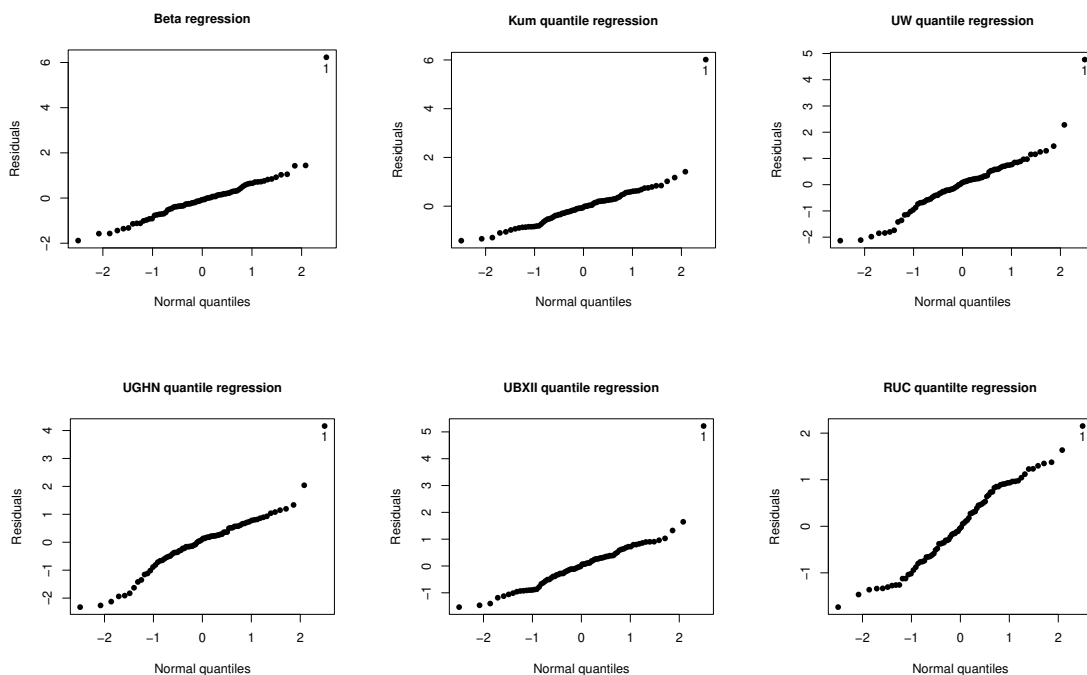 Beta regression
Residuals
6
4
2
0
−2
1
−2 −1 0 1 2
Normal quantiles
Kum quantile regression
Residuals
6
4
2
0
1
−2 −1 0 1 2
Normal quantiles
UW quantile regression
Residuals
5
4
3
2
1
0
−1
−2
1
−2 −1 0 1 2
Normal quantiles
UGHN quantile regression
Residuals
4
3
2
1
0
−1
−2
1
−2 −1 0 1 2
Normal quantiles
UBXII quantile regression
Residuals
5
4
3
2
1
0
−1
1
−2 −1 0 1 2
Normal quantiles
RUC quantilte regression
Residuals
2
1
0
−1
1
−2 −1 0 1 2
Normal quantiles